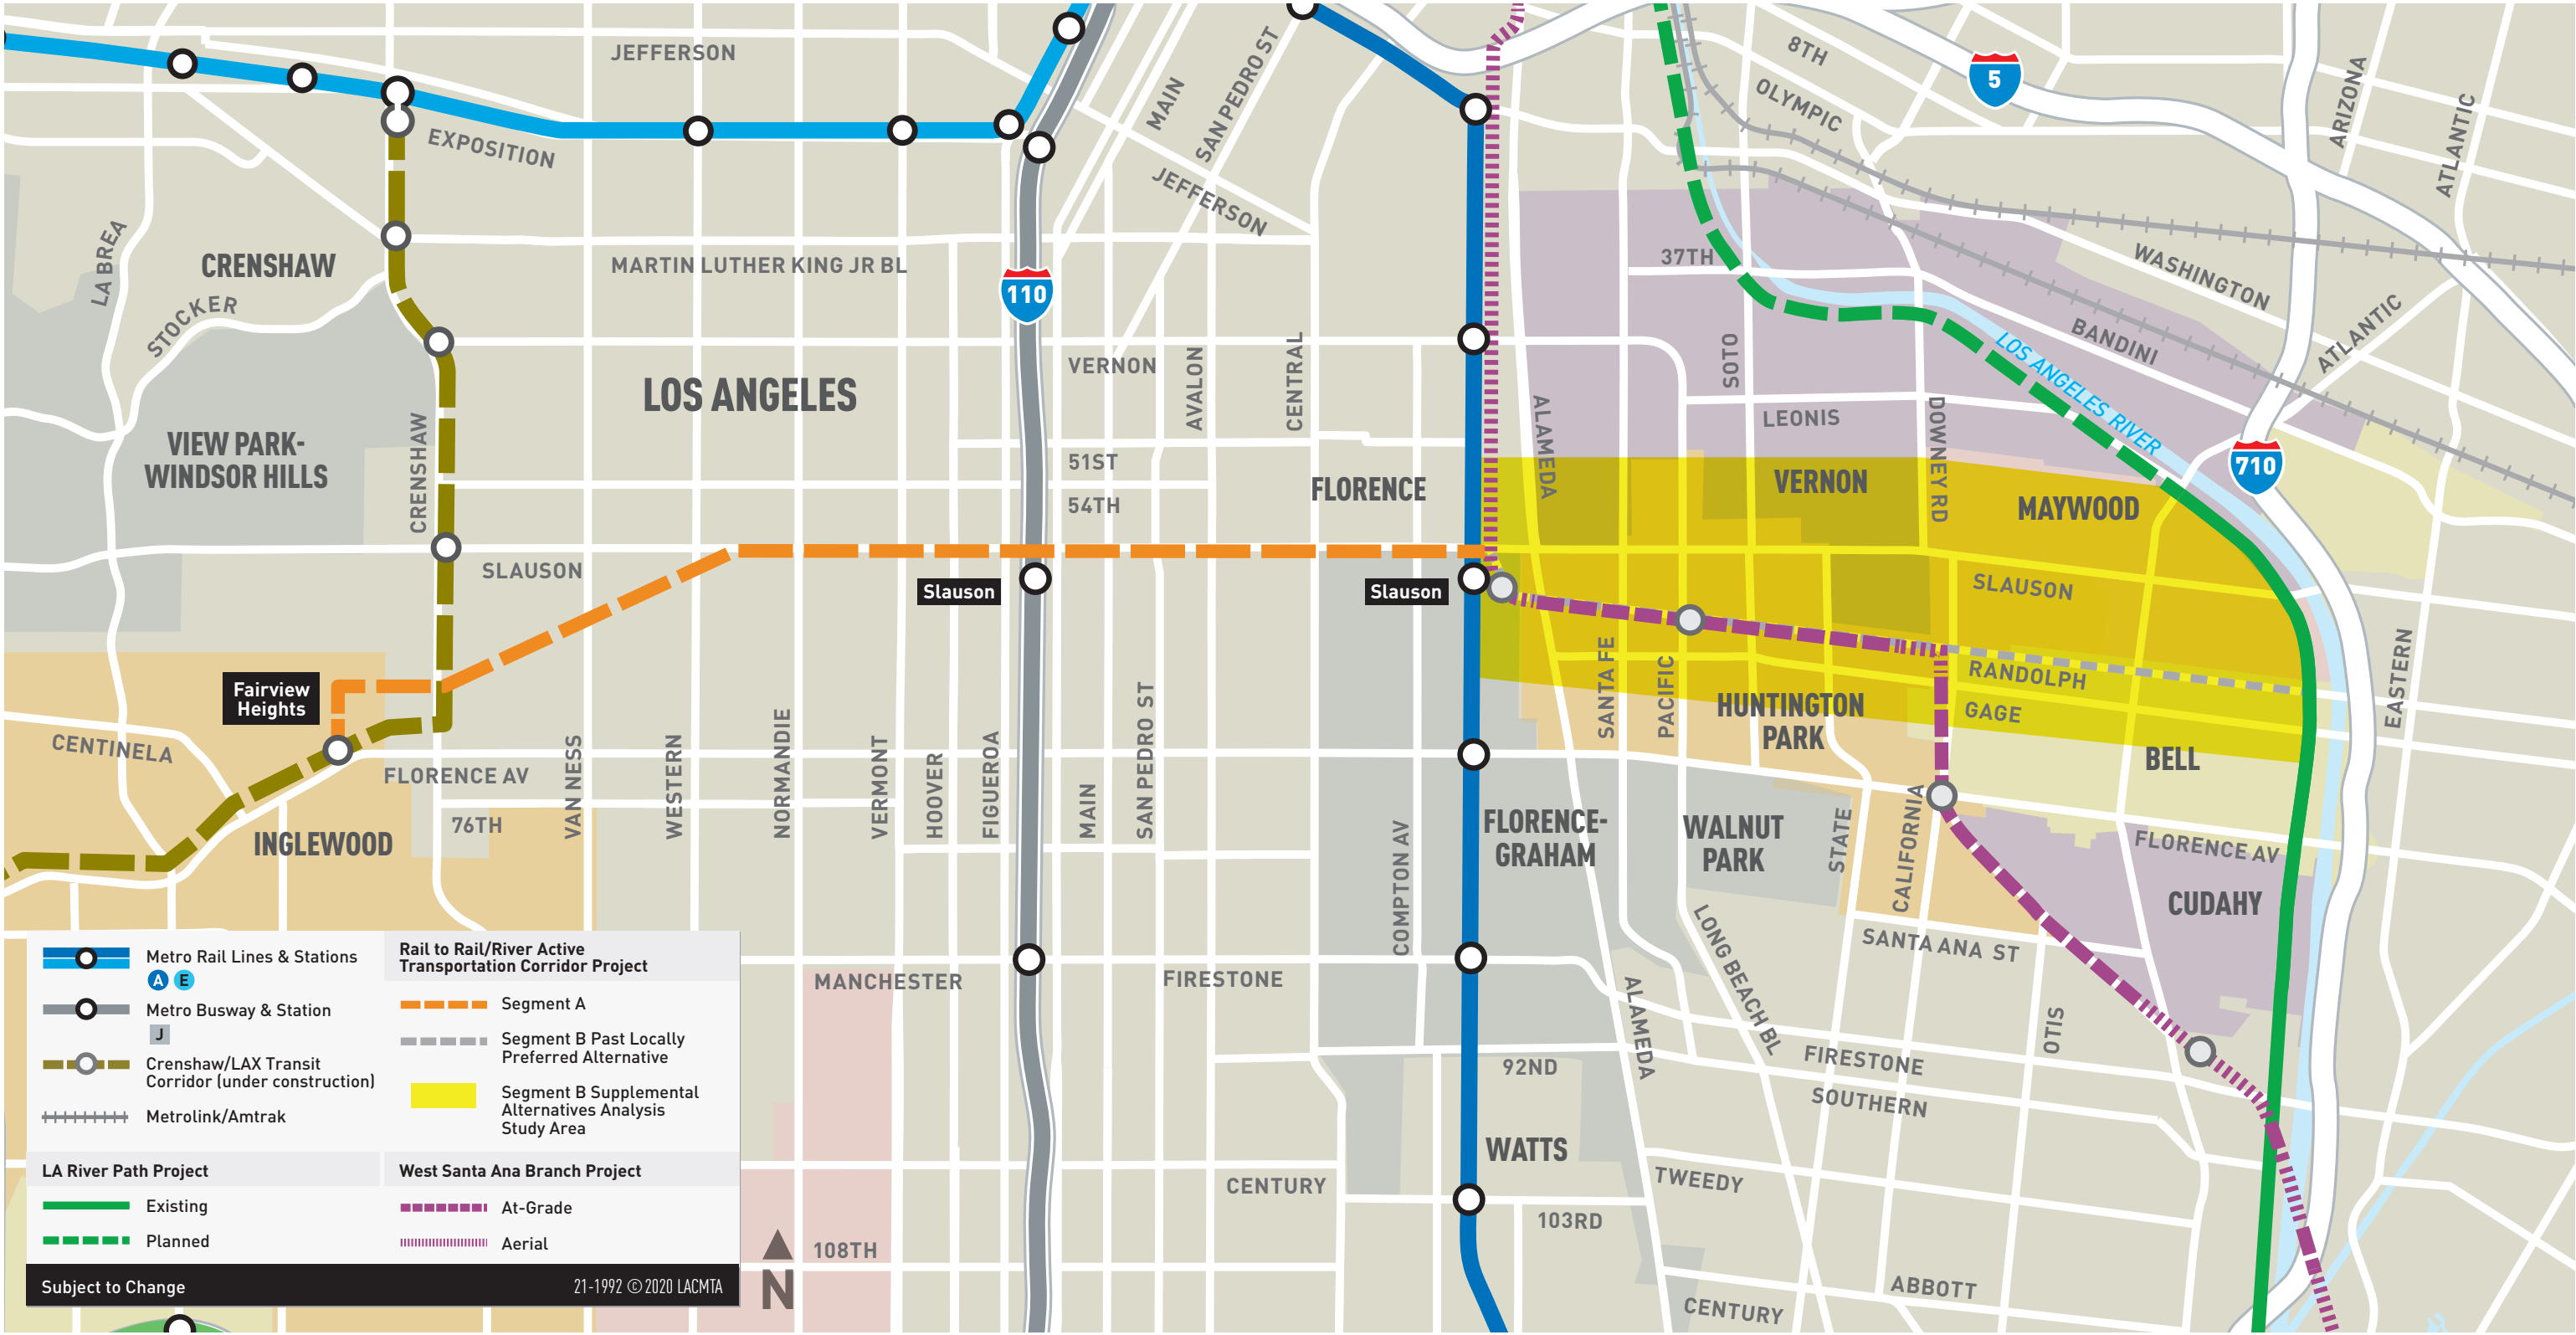 JEFFERSON
MAIN
SAN PEDRO ST
8TH
OLYMPIC
5
ARIZONA
ATLANTIC
EXPOSITION
JEFFERSON
LA BREA
CRENSHAW
STOCKER
MARTIN LUTHER KING JR BL
110
37TH
WASHINGTON
BANDINI
ATLANTIC
LOS ANGELES RIVER
LOS ANGELES
VERNON
AVALON
CENTRAL
ALAMEDA
SOTO
LEONIS
DOWNEY RD
VIEW PARK-
WINDSOR HILLS
CRENSHAW
51ST
54TH
FLORENCE
VERNON
MAYWOOD
710
SLAUSON
Slauson
Slauson
SLAUSON
RANDOLPH
GAGE
EASTERN
SANTA FE
PACIFIC
HUNTINGTON
PARK
BELL
Fairview
Heights
CENTINELA
FLORENCE AV
INGLEWOOD
76TH
VAN NESS
WESTERN
NORMANDIE
VERMONT
HOOVER
FIGUEROA
MAIN
SAN PEDRO ST
COMPTON AV
FLORENCE-
GRAHAM
WALNUT
PARK
STATE
CALIFORNIA
FLORENCE AV
CUDAHY
SANTA ANA ST
LONG BEACH BL
ALAMEDA
OTIS
MANCHESTER
FIRESTONE
92ND
FIRESTONE
SOUTHERN
WATTS
CENTURY
TWEEDY
103RD
108TH
N
ABBOTT
CENTURY
Metro Rail Lines & Stations
A E
Metro Busway & Station
J
Crenshaw/LAX Transit
Corridor (under construction)
Metrolink/Amtrak
LA River Path Project
Existing
Planned
Rail to Rail/River Active
Transportation Corridor Project
Segment A
Segment B Past Locally
Preferred Alternative
Segment B Supplemental
Alternatives Analysis
Study Area
West Santa Ana Branch Project
At-Grade
Aerial
Subject to Change
21-1992 © 2020 LACMTA